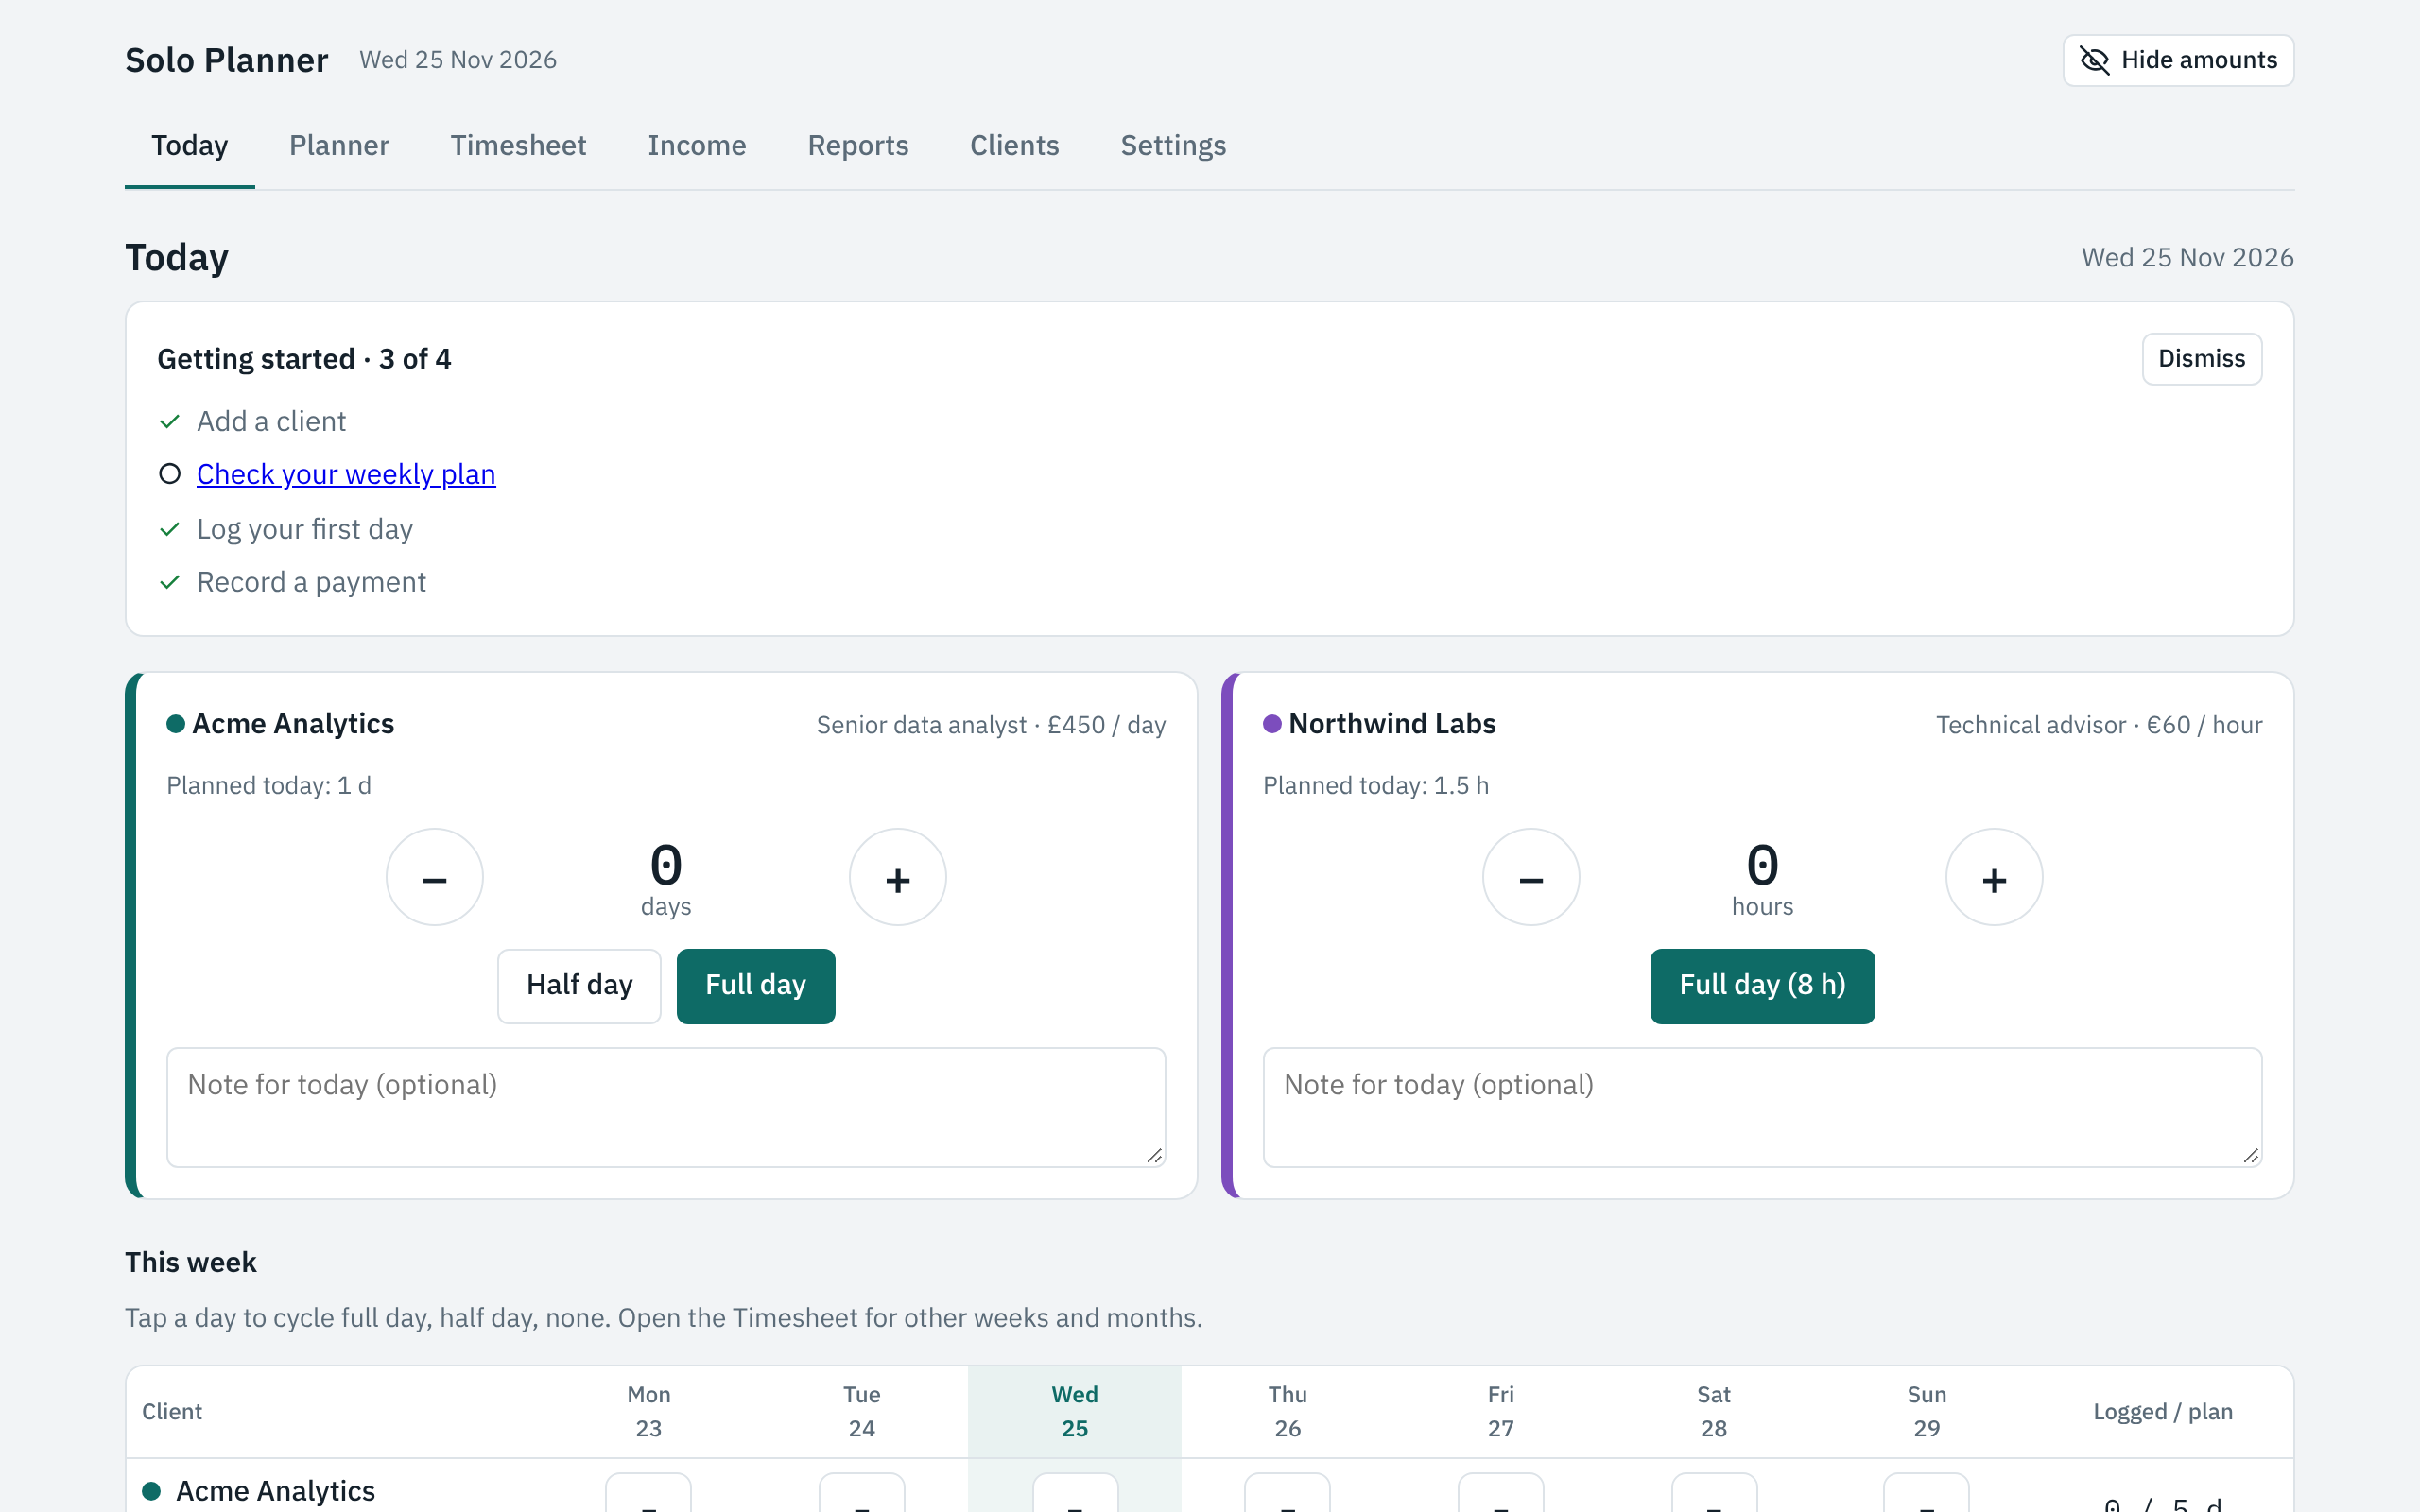 Solo Planner Wed 25 Nov 2026 Hide amounts
Today Planner Timesheet Income Reports Clients Settings
Today Wed 25 Nov 2026
Getting started · 3 of 4 Dismiss
Add a client
Check your weekly plan
Log your first day
Record a payment
Acme Analytics Senior data analyst · £450 / day
Planned today: 1 d
− 0 +
days
Half day Full day
Note for today (optional)
Northwind Labs Technical advisor · €60 / hour
Planned today: 1.5 h
− 0 +
hours
Full day (8 h)
Note for today (optional)
This week
Tap a day to cycle full day, half day, none. Open the Timesheet for other weeks and months.
Client Mon 23 Tue 24 Wed 25 Thu 26 Fri 27 Sat 28 Sun 29 Logged / plan
Acme Analytics – – – – – – – 0 / 5 d